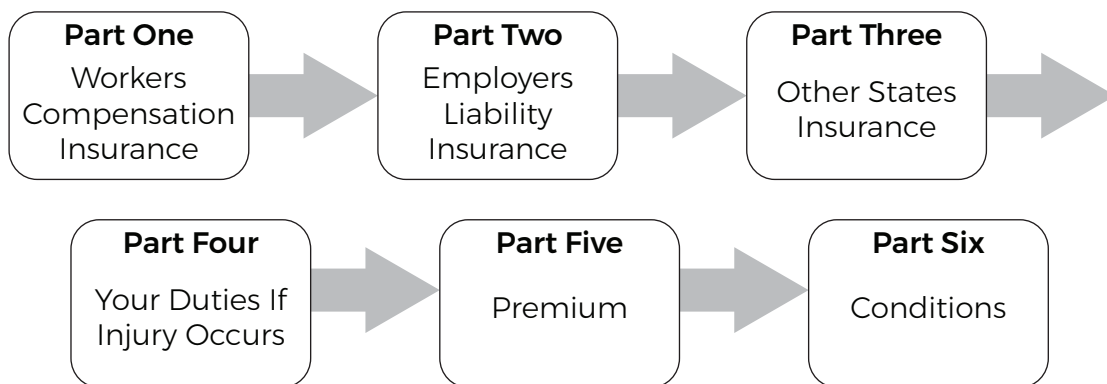 Part One
Workers
Compensation
Insurance
Part Two
Employers
Liability
Insurance
Part Three
Other States
Insurance
Part Four
Your Duties If
Injury Occurs
Part Five
Premium
Part Six
Conditions